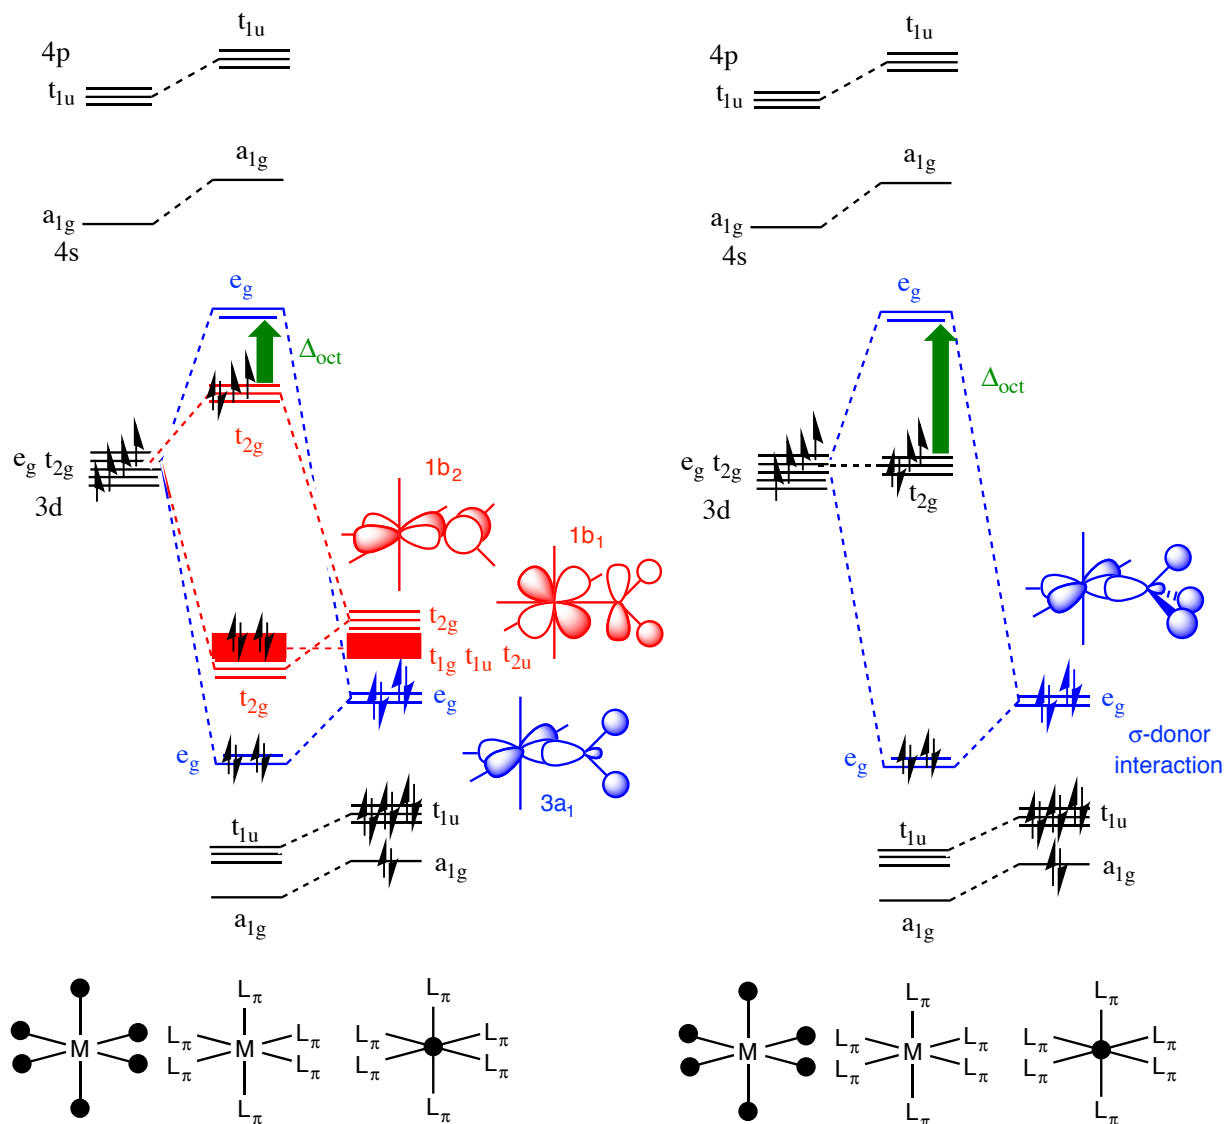 t1u
4p
t1u
a1g
a1g
4s
eg
Δoct
t2g
eg t2g
3d
1b2
1b1
t2g
t1g t1u t2u
t2g
eg
eg
3a1
t1u
t1u
a1g
a1g
Lπ
Lπ Lπ
M
Lπ Lπ
Lπ
M
Lπ
Lπ Lπ
Lπ Lπ
Lπ
t1u
4p
t1u
a1g
a1g
4s
eg
Δoct
eg t2g
t2g
3d
eg
σ-donor
interaction
eg
t1u
t1u
a1g
a1g
M
Lπ
Lπ Lπ
M
Lπ Lπ
Lπ
Lπ
Lπ Lπ
Lπ Lπ
Lπ